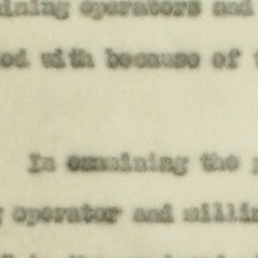 ining operators and
ed with because of
In examining the
operator and millin